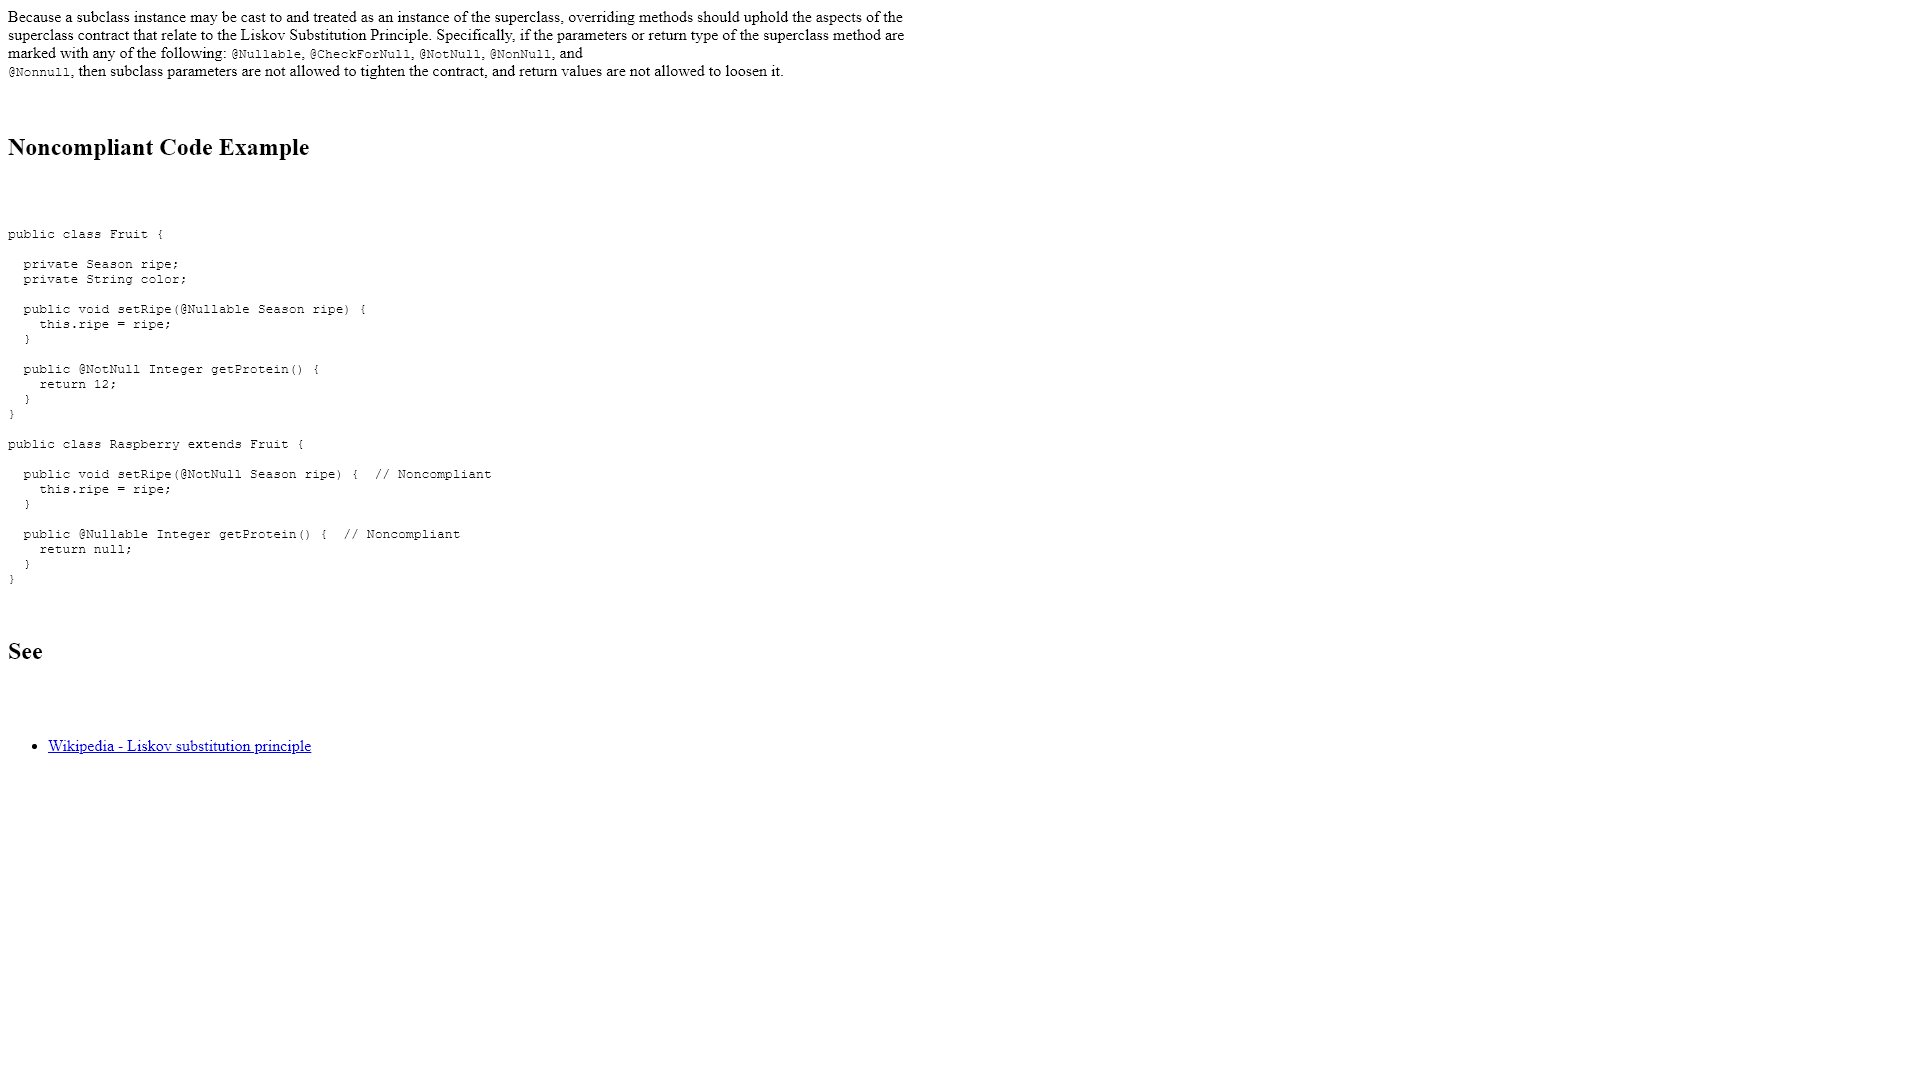 Because a subclass instance may be cast to and treated as an instance of the superclass, overriding methods should uphold the aspects of the
superclass contract that relate to the Liskov Substitution Principle. Specifically, if the parameters or return type of the superclass method are
marked with any of the following: @Nullable, @CheckForNull, @NotNull, @NonNull, and
@Nonnull, then subclass parameters are not allowed to tighten the contract, and return values are not allowed to loosen it.
Noncompliant Code Example
public class Fruit {
  private Season ripe;
  private String color;
  public void setRipe(@Nullable Season ripe) {
    this.ripe = ripe;
  }
  public @NotNull Integer getProtein() {
    return 12;
  }
}
public class Raspberry extends Fruit {
  public void setRipe(@NotNull Season ripe) {  // Noncompliant
    this.ripe = ripe;
  }
  public @Nullable Integer getProtein() {  // Noncompliant
    return null;
  }
}
See
• Wikipedia - Liskov substitution principle